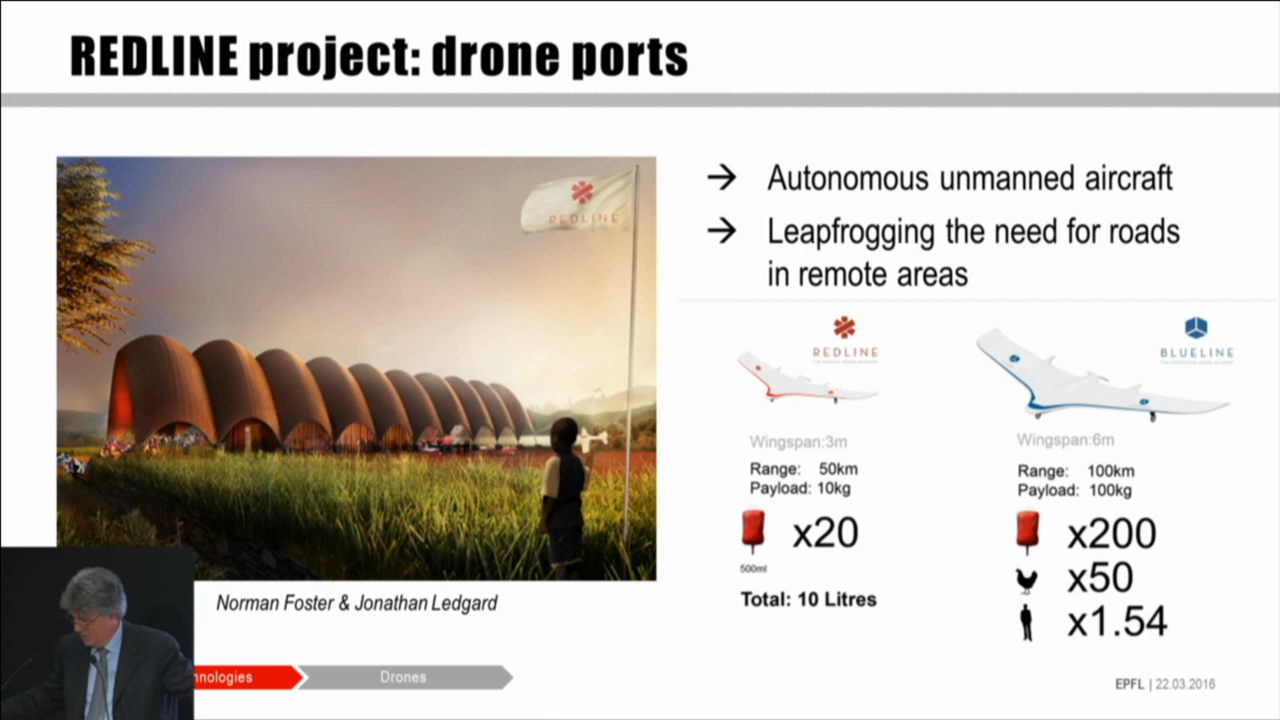 REDLINE project: drone ports
REDLINE
→ Autonomous unmanned aircraft
→ Leapfrogging the need for roads
in remote areas
REDLINE
Wingspan:3m
Range: 50km
Payload: 10kg
x20
500ml
Total: 10 Litres
BLUELINE
Wingspan:6m
Range: 100km
Payload: 100kg
x200
x50
x1.54
Norman Foster & Jonathan Ledgard
nologies
Drones
EPFL | 22.03.2016